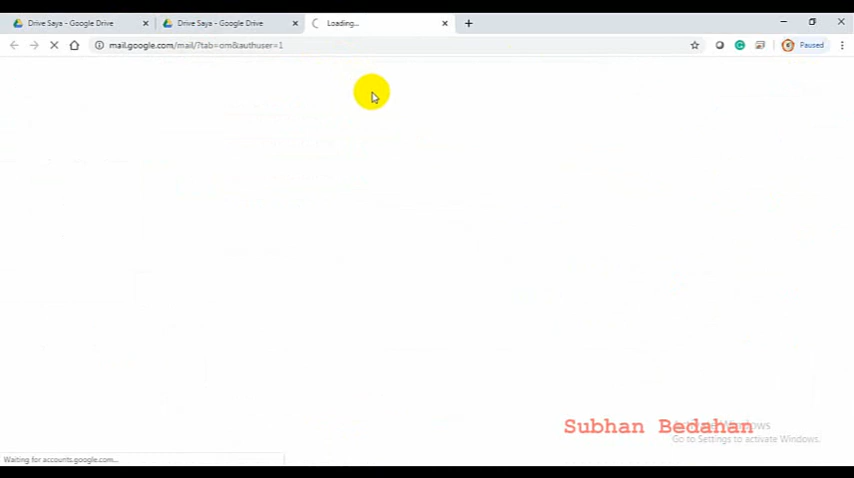 Drive Saya - Google Drive
Drive Saya - Google Drive
Loading...
mail.google.com/mail/?tab=om&authuser=1
Paused
Subhan Bedahan
Go to Settings to activate Windows.
Waiting for accounts.google.com...